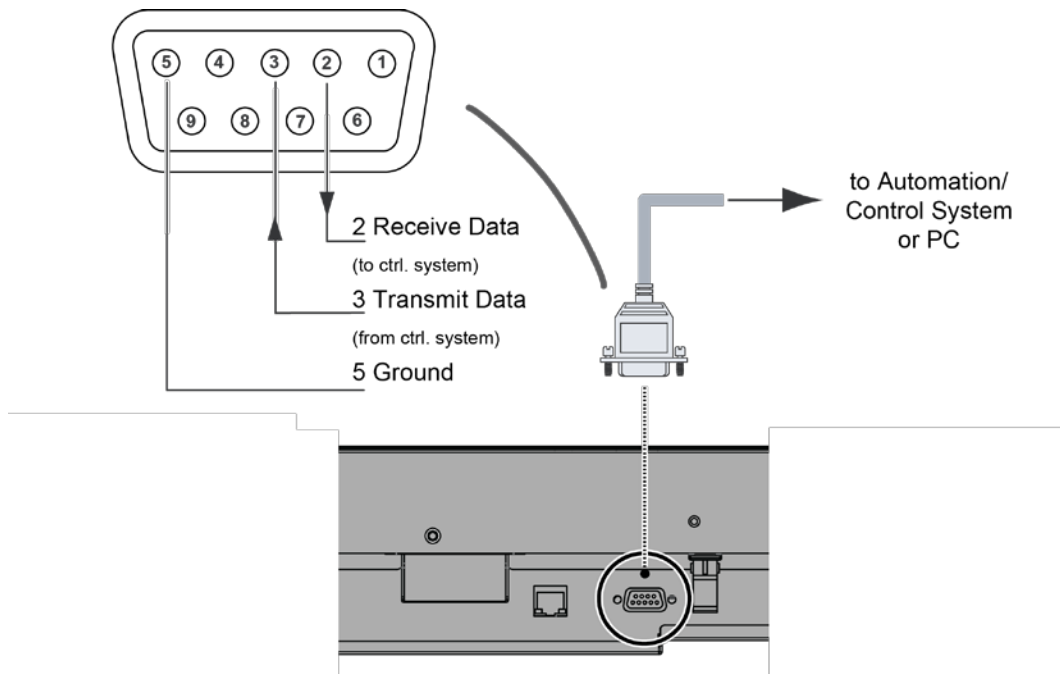 5 4 3 2 1
9 8 7 6
2 Receive Data
(to ctrl. system)
3 Transmit Data
(from ctrl. system)
5 Ground
to Automation/
Control System
or PC